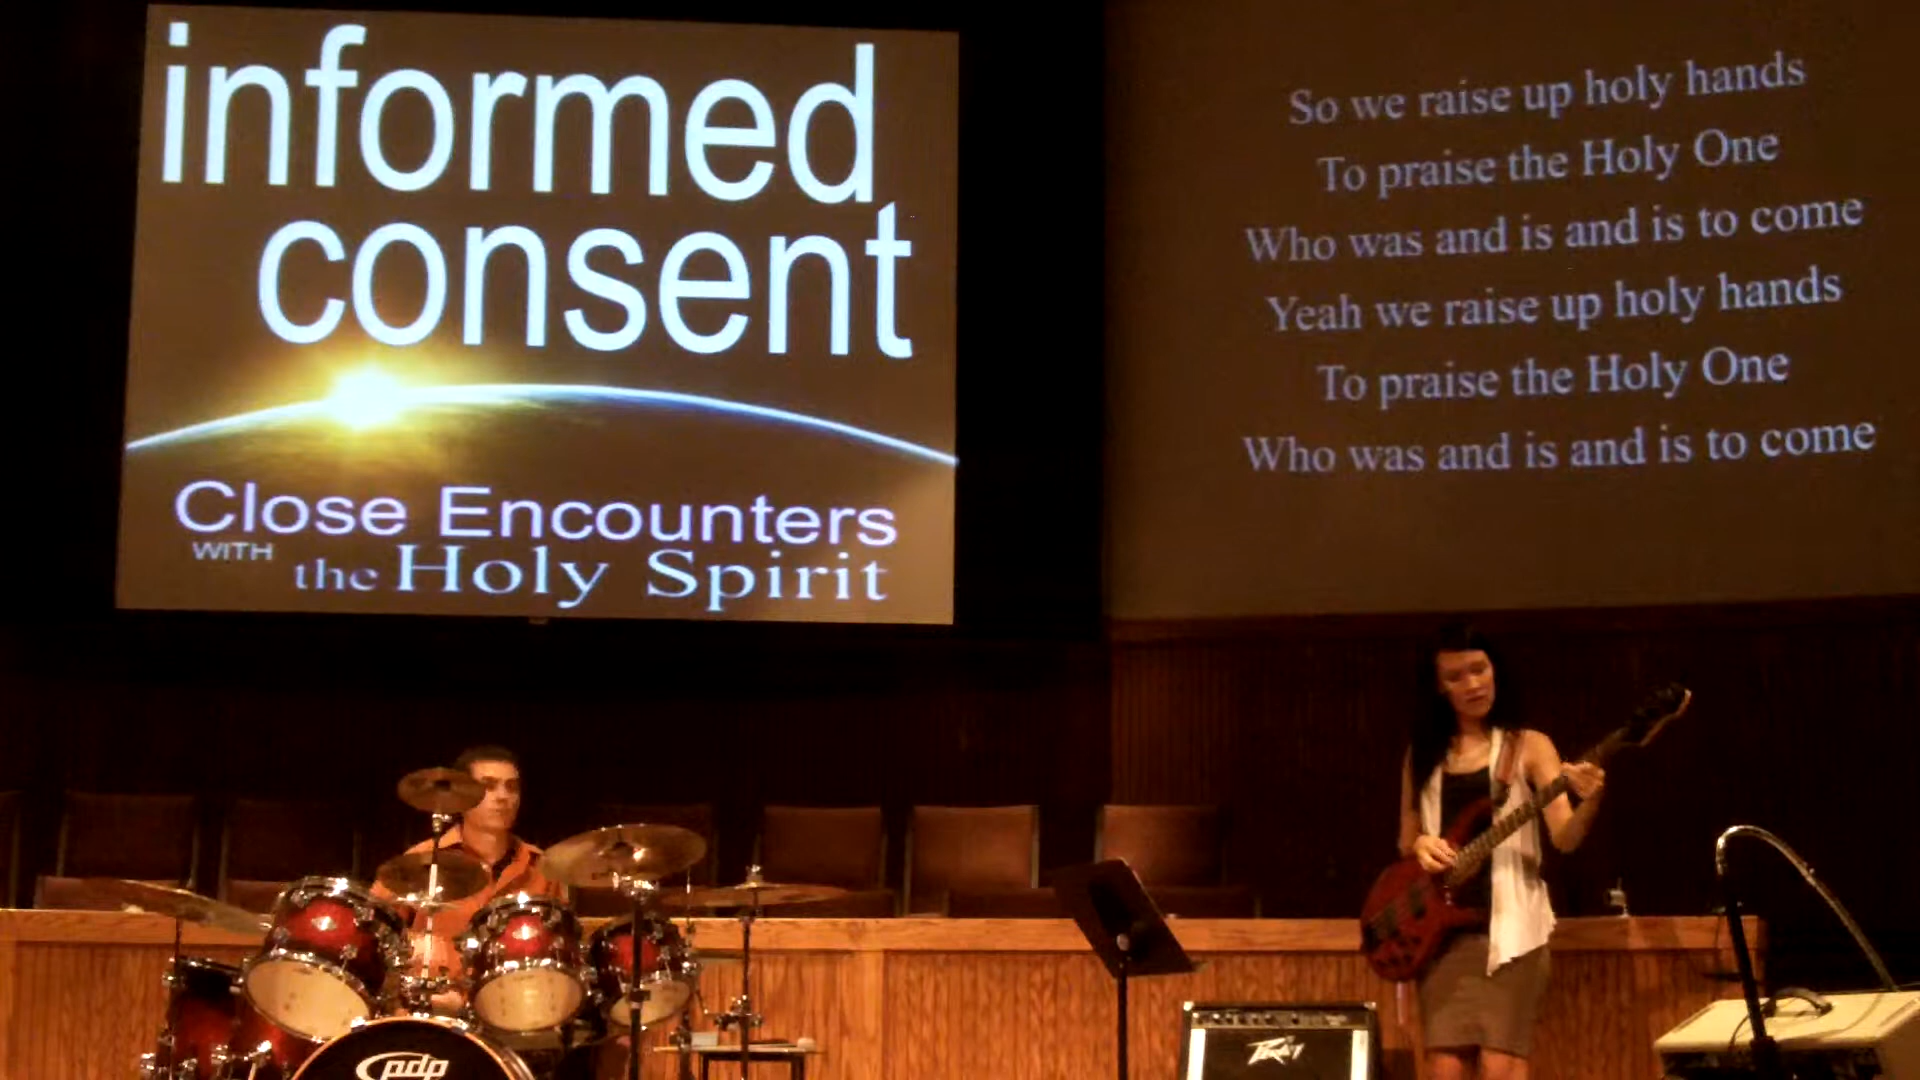 informed
consent
Close Encounters
WITH
the Holy Spirit
So we raise up holy hands
To praise the Holy One
Who was and is and is to come
Yeah we raise up holy hands
To praise the Holy One
Who was and is and is to come
pdp
PEAVEY